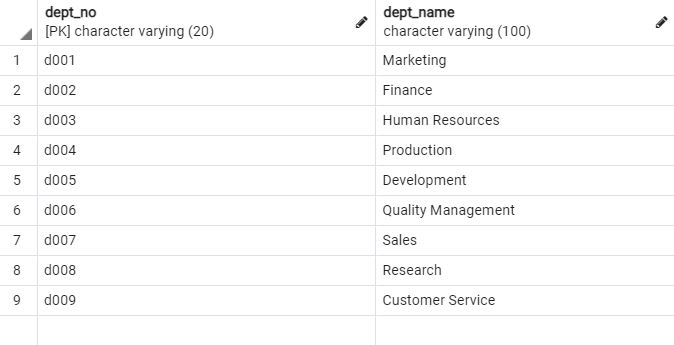 dept_no dept_name
[PK] character varying (20) character varying (100)
1 d001 Marketing
2 d002 Finance
3 d003 Human Resources
4 d004 Production
5 d005 Development
6 d006 Quality Management
7 d007 Sales
8 d008 Research
9 d009 Customer Service